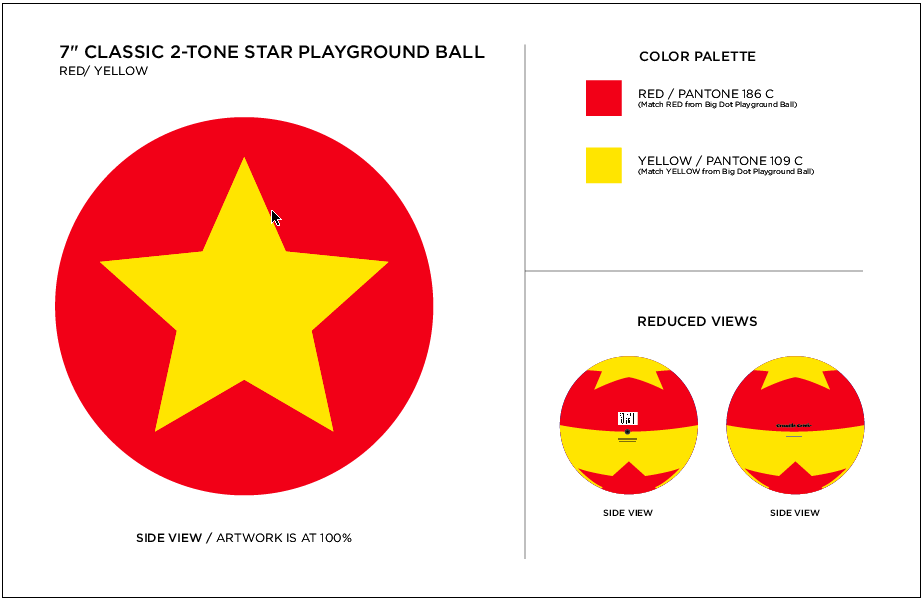 7" CLASSIC 2-TONE STAR PLAYGROUND BALL
RED/ YELLOW
SIDE VIEW / ARTWORK IS AT 100%
COLOR PALETTE
RED / PANTONE 186 C
(Match RED from Big Dot Playground Ball)
YELLOW / PANTONE 109 C
(Match YELLOW from Big Dot Playground Ball)
REDUCED VIEWS
SIDE VIEW
SIDE VIEW